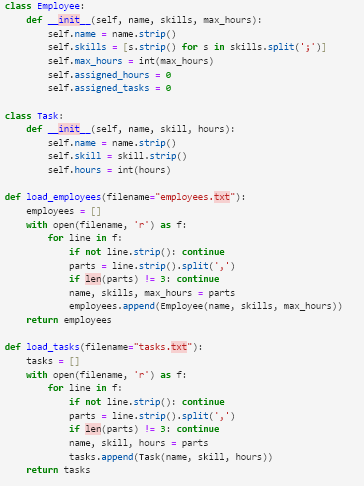 class Employee:
    def __init__(self, name, skills, max_hours):
        self.name = name.strip()
        self.skills = [s.strip() for s in skills.split(';')]
        self.max_hours = int(max_hours)
        self.assigned_hours = 0
        self.assigned_tasks = 0

class Task:
    def __init__(self, name, skill, hours):
        self.name = name.strip()
        self.skill = skill.strip()
        self.hours = int(hours)

def load_employees(filename="employees.txt"):
    employees = []
    with open(filename, 'r') as f:
        for line in f:
            if not line.strip(): continue
            parts = line.strip().split(',')
            if len(parts) != 3: continue
            name, skills, max_hours = parts
            employees.append(Employee(name, skills, max_hours))
    return employees

def load_tasks(filename="tasks.txt"):
    tasks = []
    with open(filename, 'r') as f:
        for line in f:
            if not line.strip(): continue
            parts = line.strip().split(',')
            if len(parts) != 3: continue
            name, skill, hours = parts
            tasks.append(Task(name, skill, hours))
    return tasks